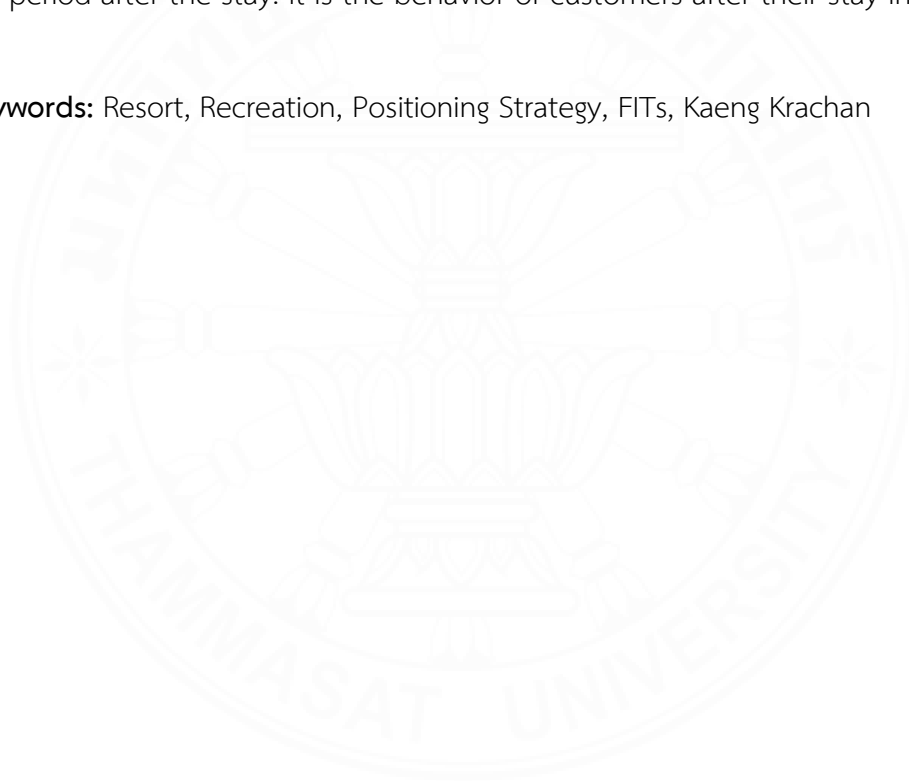 period after the stay: it is the behavior of customers after their stay in
ywords: Resort, Recreation, Positioning Strategy, FITs, Kaeng Krachan
THAMMASAT UNIVERSITY